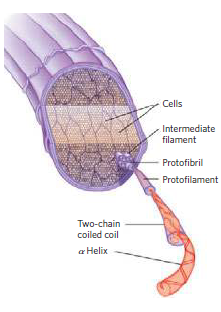 Cells
Intermediate
filament
Protofibril
Protofilament
Two-chain
coiled coil
α Helix